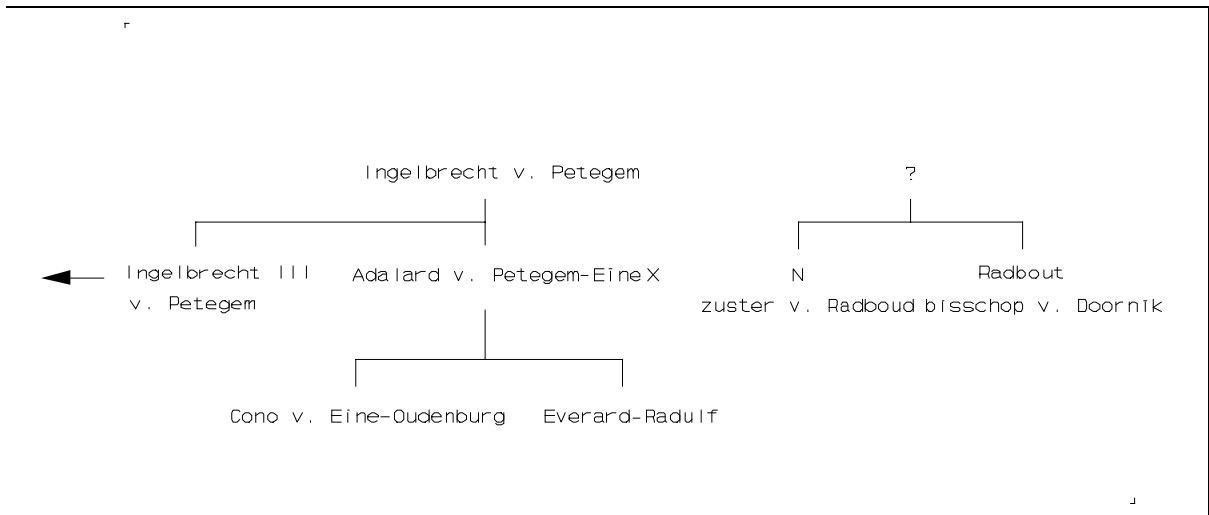 Ingelbrecht v. Petegem ?
Ingelbrecht III Adalard v. Petegem-Eine X N Radbout
v. Petegem zuster v. Radboud bisschop v. Doornik
Cono v. Eine-Oudenburg Everard-Radulf